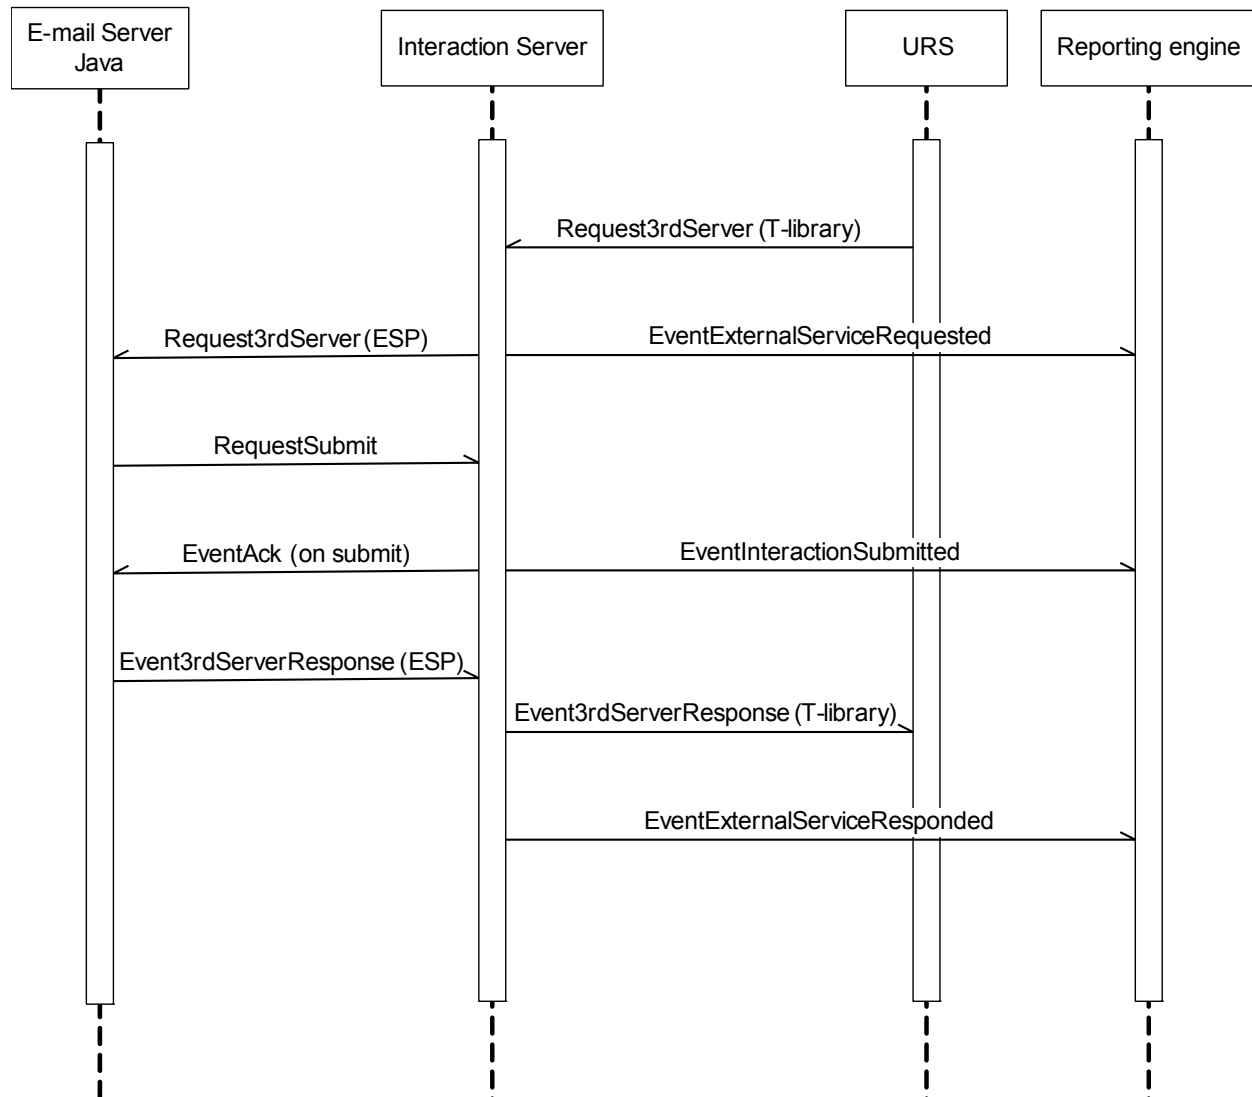 E-mail Server
Java
Interaction Server
URS
Reporting engine
Request3rdServer (T-library)
Request3rdServer (ESP)
EventExternalServiceRequested
RequestSubmit
EventAck (on submit)
EventInteractionSubmitted
Event3rdServerResponse (ESP)
Event3rdServerResponse (T-library)
EventExternalServiceResponded